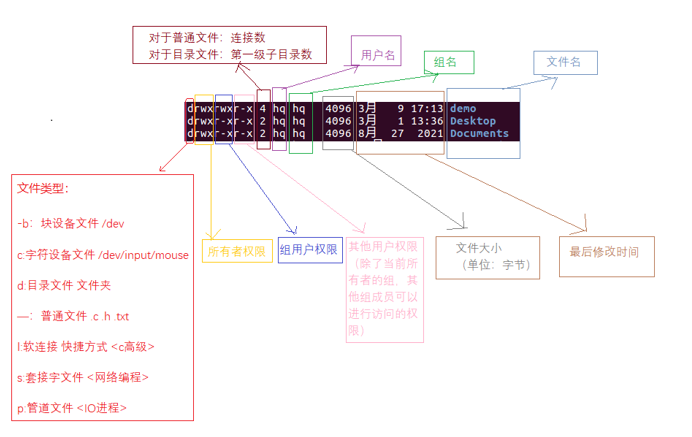 对于普通文件：连接数
对于目录文件：第一级子目录数
用户名
组名
文件名
drwxrwxr-x 4 hq hq 4096 3月 9 17:13 demo
drwxr-xr-x 2 hq hq 4096 3月 1 13:36 Desktop
drwxr-xr-x 2 hq hq 4096 8月 27 2021 Documents
文件类型：
-b：块设备文件 /dev
c:字符设备文件 /dev/input/mouse
d:目录文件 文件夹
—：普通文件 .c .h .txt
l:软连接 快捷方式 <c高级>
s:套接字文件 <网络编程>
p:管道文件 <IO进程>
所有者权限
组用户权限
其他用户权限
（除了当前所
有者的组，其
他组成员可以
进行访问的权
限）
文件大小
（单位：字节）
最后修改时间